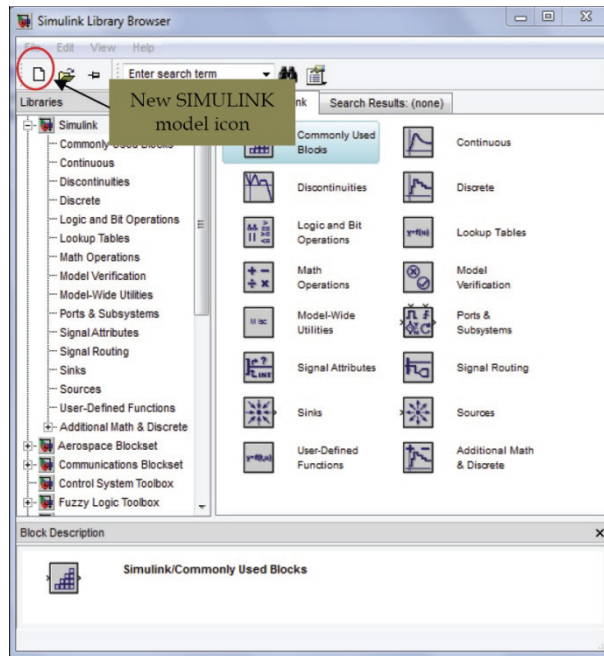 Simulink Library Browser
File Edit View Help
Enter search term
Libraries
nk
Search Results: (none)
New SIMULINK
model icon
Simulink
Commonly Used Blocks
Continuous
Discontinuities
Discrete
Logic and Bit Operations
Lookup Tables
Math Operations
Model Verification
Model-Wide Utilities
Ports & Subsystems
Signal Attributes
Signal Routing
Sinks
Sources
User-Defined Functions
Additional Math & Discrete
Aerospace Blockset
Communications Blockset
Control System Toolbox
Fuzzy Logic Toolbox
Commonly Used
Blocks
Continuous
Discontinuities
Discrete
Logic and Bit
Operations
y=f(u)
Lookup Tables
Math
Operations
Model
Verification
Model-Wide
Utilities
Ports &
Subsystems
Signal Attributes
Signal Routing
Sinks
Sources
User-Defined
Functions
Additional Math
& Discrete
Block Description
Simulink/Commonly Used Blocks